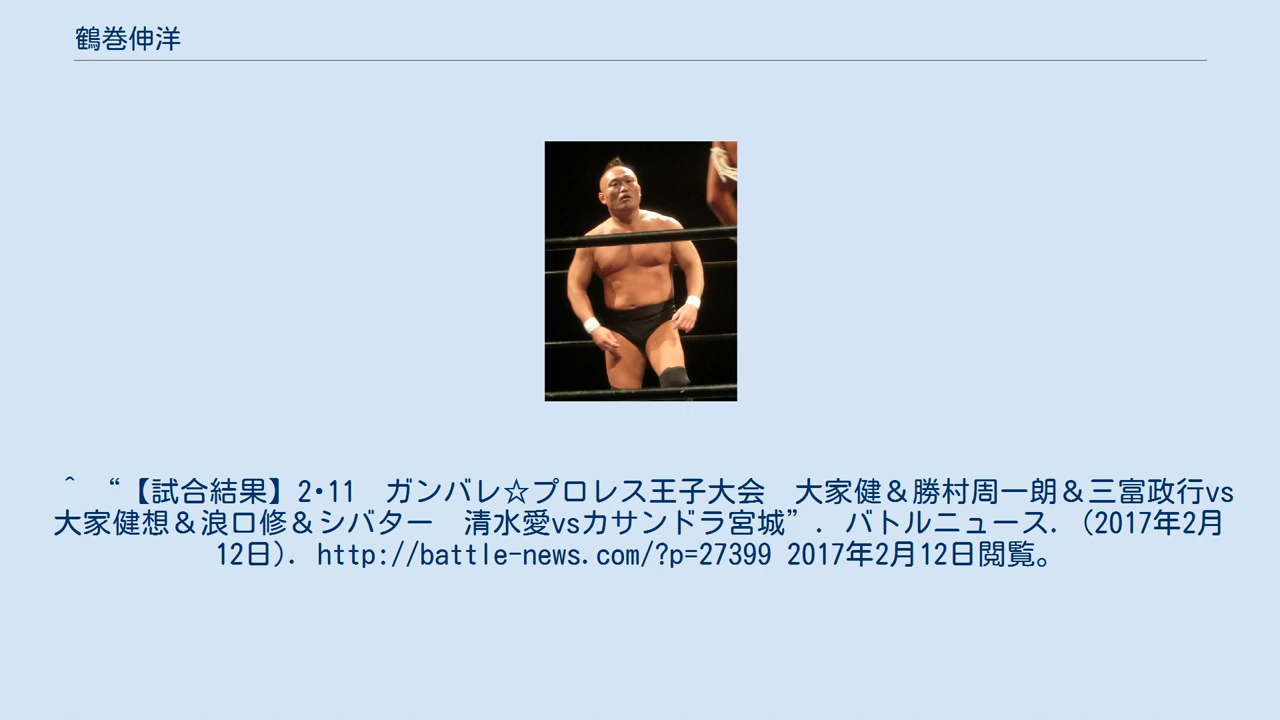 鶴巻伸洋
^ “【試合結果】2･11　ガンバレ☆プロレス王子大会　大家健＆勝村周一朗＆三富政行vs
大家健想＆浪口修＆シバター　清水愛vsカサンドラ宮城”. バトルニュース. (2017年2月
12日). http://battle-news.com/?p=27399 2017年2月12日閲覧。